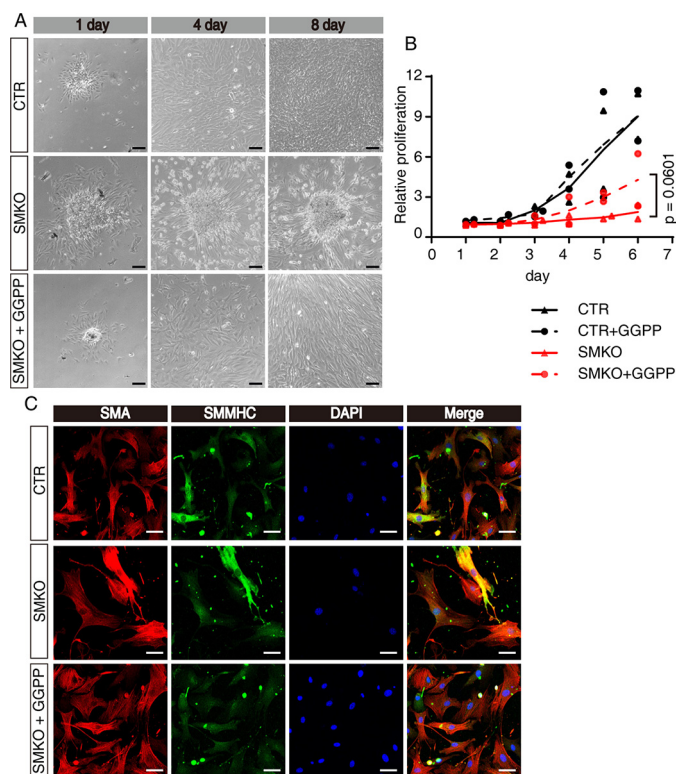 A
1 day 4 day 8 day
CTR
SMKO
SMKO + GGPP
B
Relative proliferation
12
9
6
3
0
0 1 2 3 4 5 6 7
day
p = 0.0601
CTR
CTR+GGPP
SMKO
SMKO+GGPP
C
SMA SMMHC DAPI Merge
CTR
SMKO
SMKO + GGPP